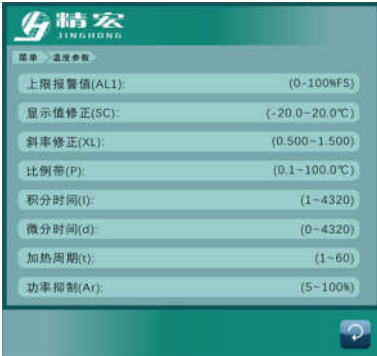 精宏
JINGHONG
菜单 温度参数
上限报警值(AL1): (0-100%FS)
显示值修正(SC): (-20.0~20.0℃)
斜率修正(XL): (0.500~1.500)
比例带(P): (0.1~100.0℃)
积分时间(I): (1~4320)
微分时间(d): (0~4320)
加热周期(t): (1~60)
功率抑制(Ar): (5~100%)